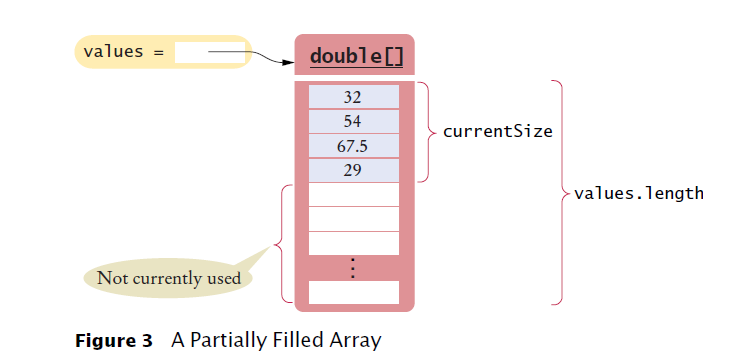 values =
double[]
32
54
67.5
29
currentSize
values.length
Not currently used
Figure 3 A Partially Filled Array